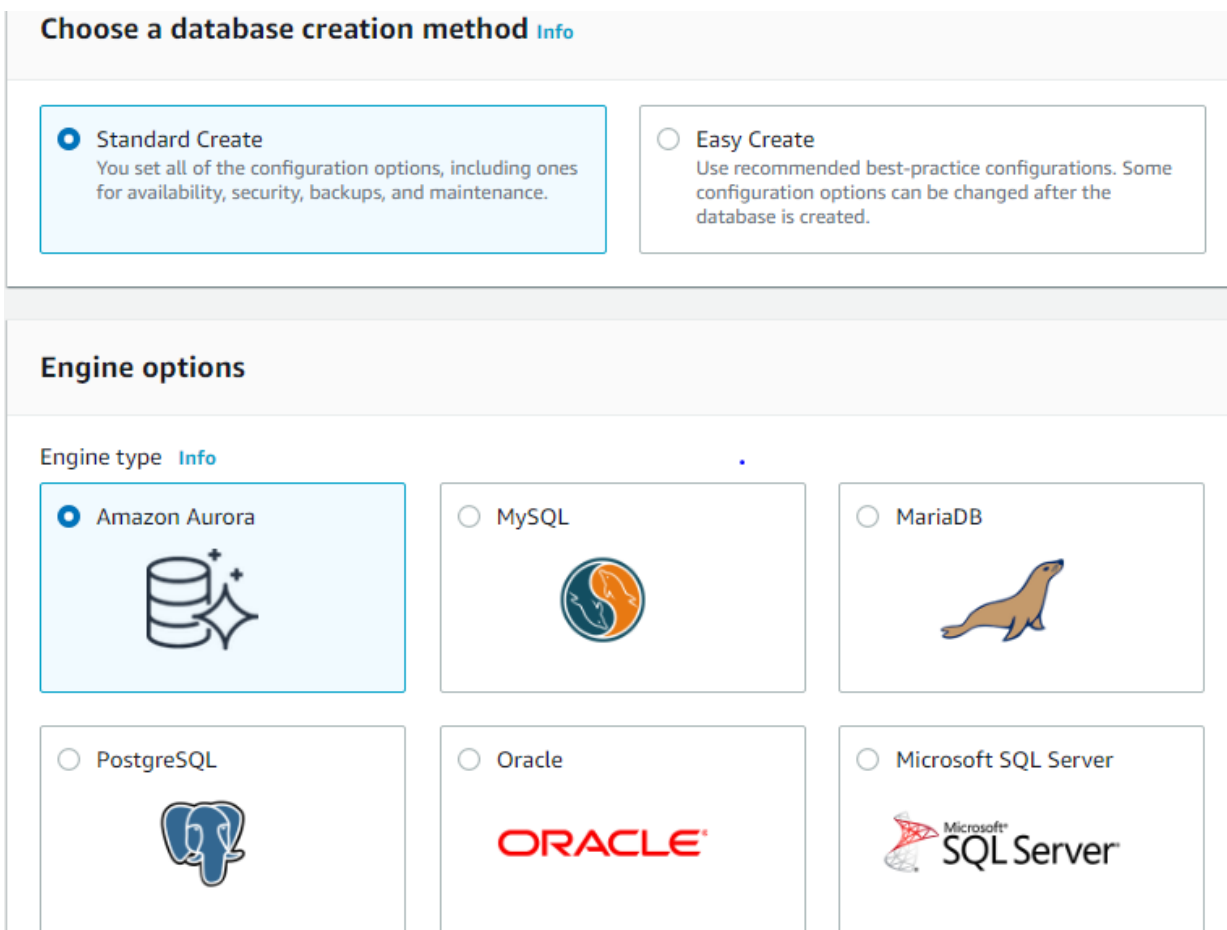 Choose a database creation method Info
Standard Create
You set all of the configuration options, including ones
for availability, security, backups, and maintenance.
Easy Create
Use recommended best-practice configurations. Some
configuration options can be changed after the
database is created.
Engine options
Engine type Info
Amazon Aurora
MySQL
MariaDB
PostgreSQL
Oracle
ORACLE®
Microsoft SQL Server
Microsoft®
SQL Server®